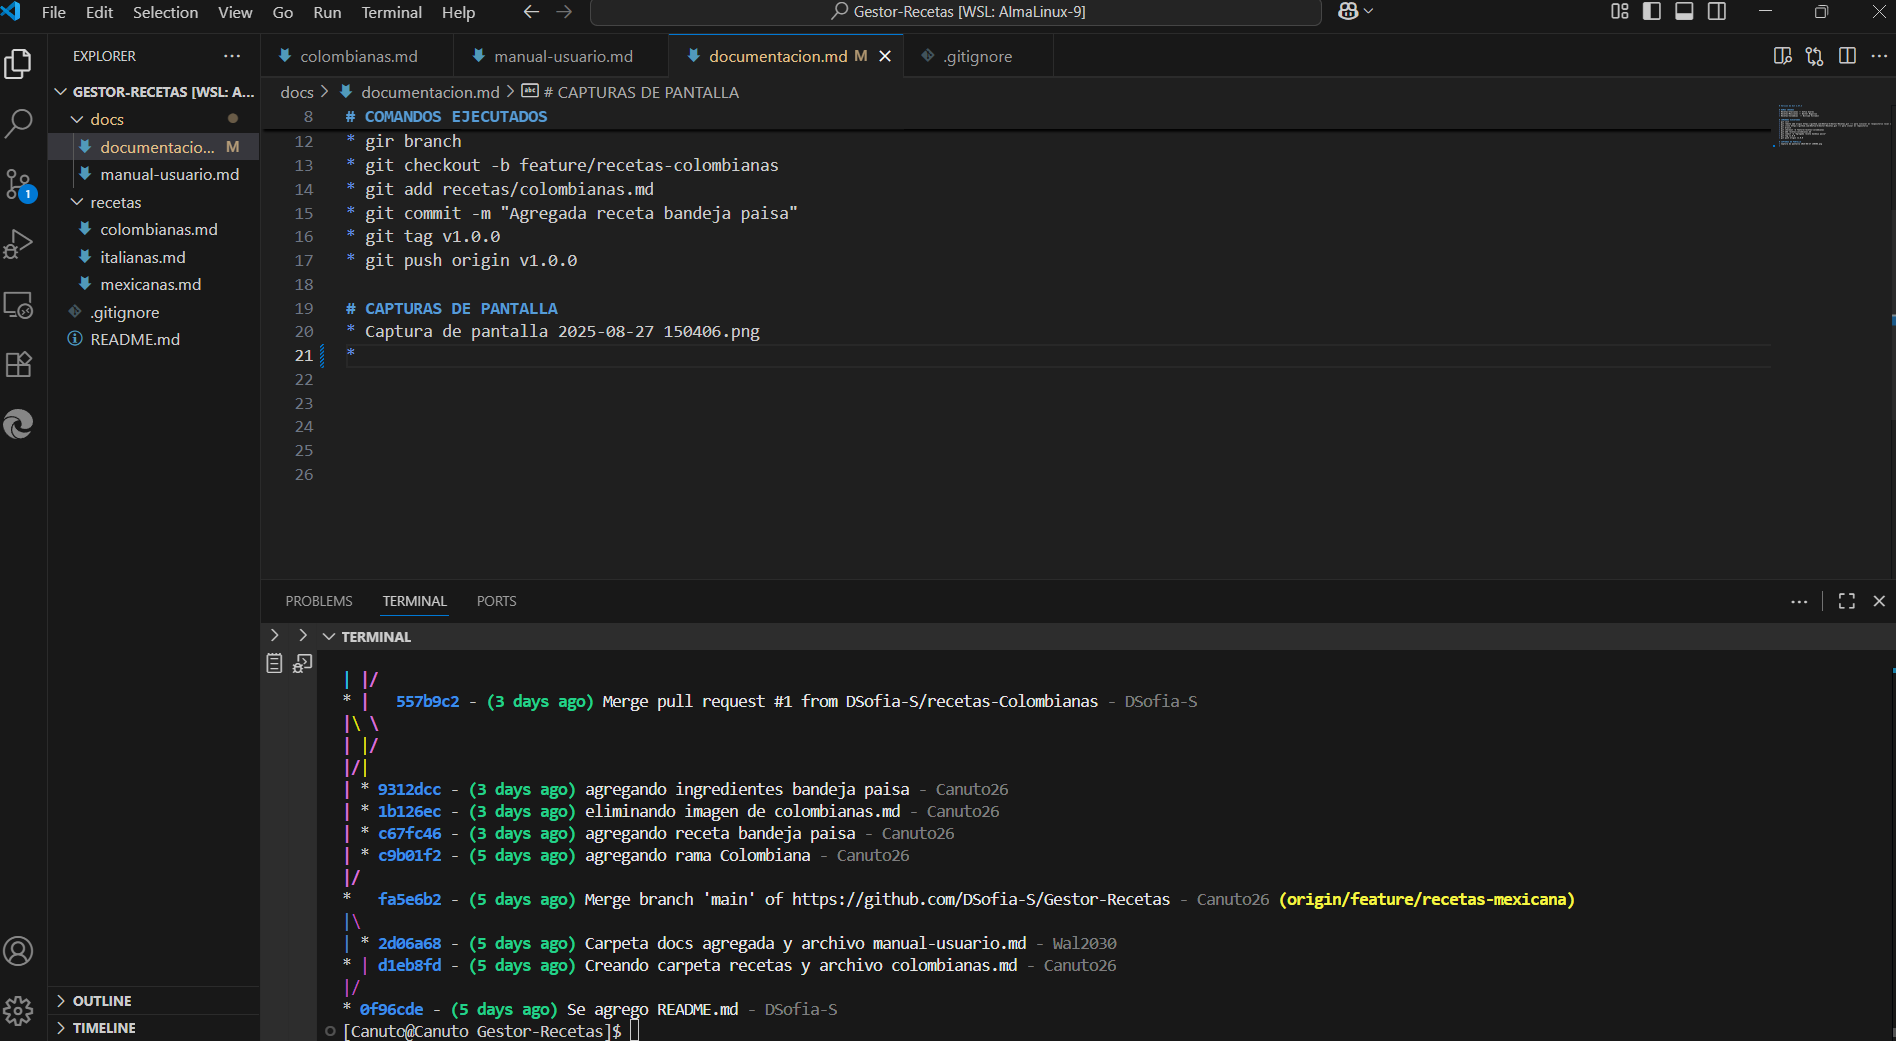 File Edit Selection View Go Run Terminal Help
Gestor-Recetas [WSL: AlmaLinux-9]
EXPLORER
GESTOR-RECETAS [WSL: A...
docs
documentacio... M
manual-usuario.md
recetas
colombianas.md
italianas.md
mexicanas.md
.gitignore
README.md
OUTLINE
TIMELINE
1
colombianas.md manual-usuario.md documentacion.md M .gitignore
docs > documentacion.md > # CAPTURAS DE PANTALLA
8 # COMANDOS EJECUTADOS
12 * gir branch
13 * git checkout -b feature/recetas-colombianas
14 * git add recetas/colombianas.md
15 * git commit -m "Agregada receta bandeja paisa"
16 * git tag v1.0.0
17 * git push origin v1.0.0
18
19 # CAPTURAS DE PANTALLA
20 * Captura de pantalla 2025-08-27 150406.png
21 *
22
23
24
25
26
PROBLEMS TERMINAL PORTS
TERMINAL
| |/
* | 557b9c2 - (3 days ago) Merge pull request #1 from DSofia-S/recetas-Colombianas - DSofia-S
|\ \
| |/
|/|
| * 9312dcc - (3 days ago) agregando ingredientes bandeja paisa - Canuto26
| * 1b126ec - (3 days ago) eliminando imagen de colombianas.md - Canuto26
| * c67fc46 - (3 days ago) agregando receta bandeja paisa - Canuto26
| * c9b01f2 - (5 days ago) agregando rama Colombiana - Canuto26
|/
* fa5e6b2 - (5 days ago) Merge branch 'main' of https://github.com/DSofia-S/Gestor-Recetas - Canuto26 (origin/feature/recetas-mexicana)
|\
| * 2d06a68 - (5 days ago) Carpeta docs agregada y archivo manual-usuario.md - Wal2030
* | d1eb8fd - (5 days ago) Creando carpeta recetas y archivo colombianas.md - Canuto26
|/
* 0f96cde - (5 days ago) Se agrego README.md - DSofia-S
[Canuto@Canuto Gestor-Recetas]$